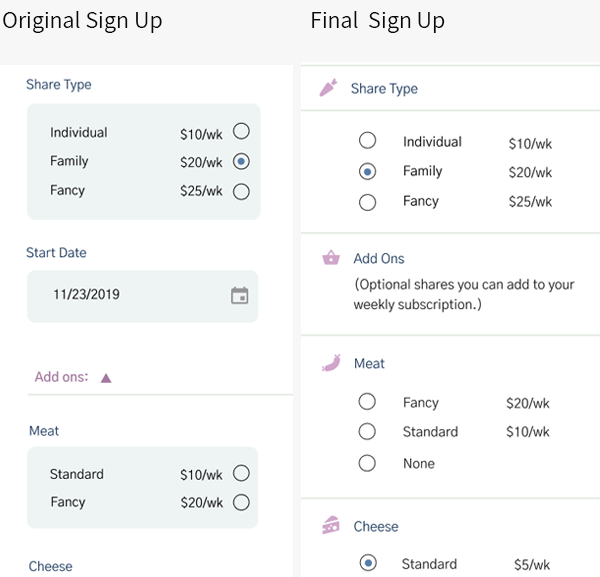 Original Sign Up
Share Type
Individual $10/wk
Family $20/wk
Fancy $25/wk
Start Date
11/23/2019
Add ons:
Meat
Standard $10/wk
Fancy $20/wk
Cheese
Final Sign Up
Share Type
Individual $10/wk
Family $20/wk
Fancy $25/wk
Add Ons
(Optional shares you can add to your
weekly subscription.)
Meat
Fancy $20/wk
Standard $10/wk
None
Cheese
Standard $5/wk